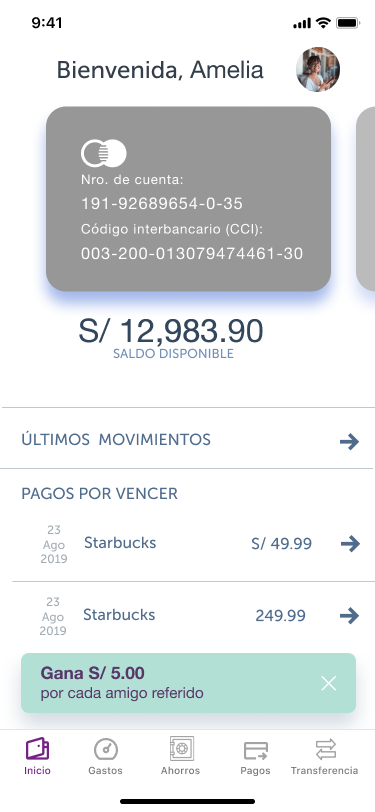 9:41
Bienvenida, Amelia
Nro. de cuenta:
191-92689654-0-35
Código interbancario (CCI):
003-200-013079474461-30
S/ 12,983.90
SALDO DISPONIBLE
ÚLTIMOS MOVIMIENTOS
PAGOS POR VENCER
23
Ago
2019
Starbucks
S/ 49.99
23
Ago
2019
Starbucks
249.99
Gana S/ 5.00
por cada amigo referido
Inicio
Gastos
Ahorros
Pagos
Transferencia